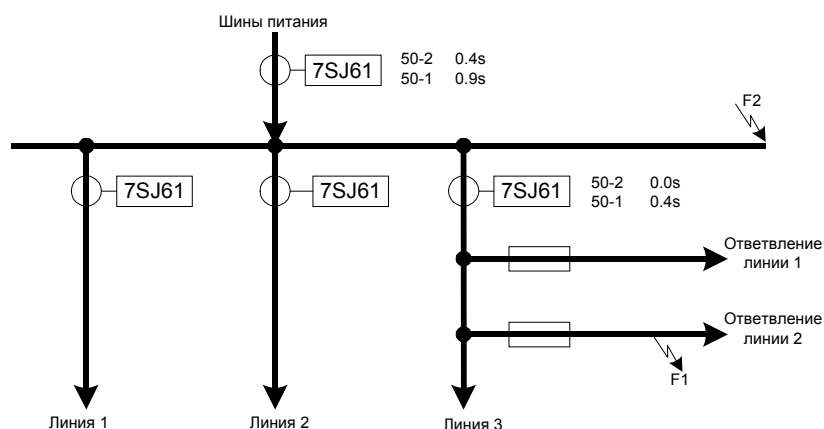 Шины питания
7SJ61
50-2 0.4s
50-1 0.9s
F2
7SJ61
7SJ61
7SJ61
50-2 0.0s
50-1 0.4s
Ответвление
линии 1
Ответвление
линии 2
F1
Линия 1
Линия 2
Линия 3